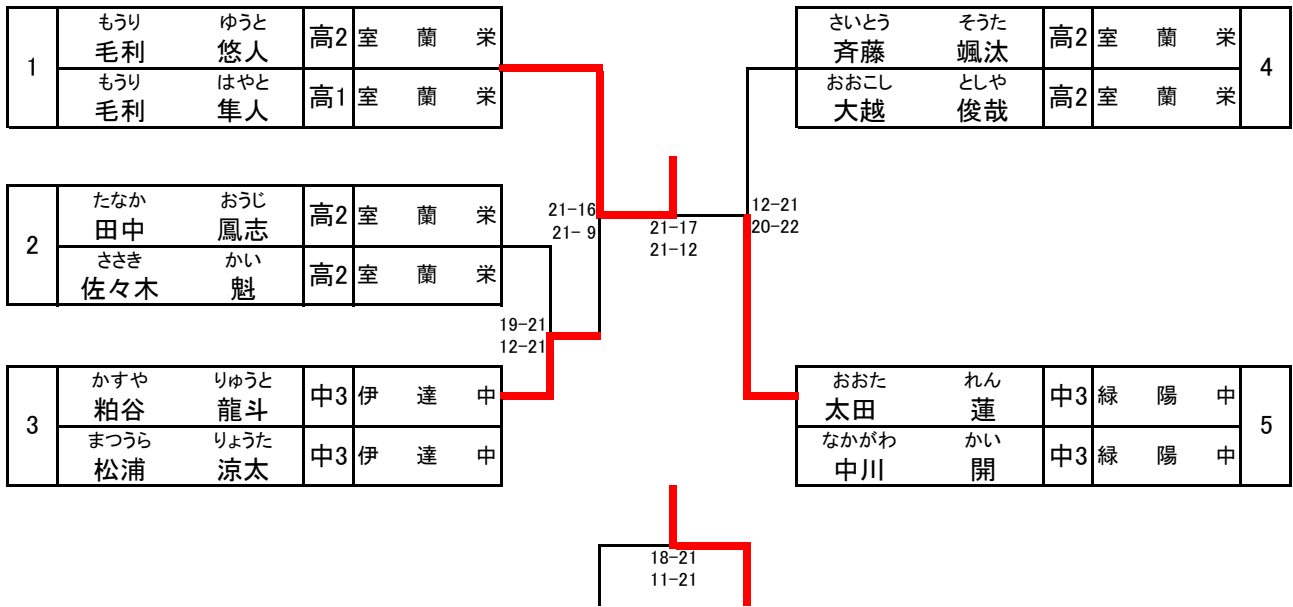 もうり ゆうと
毛利 悠人 高2 室 蘭 栄
1
もうり はやと
毛利 隼人 高1 室 蘭 栄
さいとう そうた
斉藤 颯汰 高2 室 蘭 栄
4
おおこし としや
大越 俊哉 高2 室 蘭 栄
たなか おうじ
田中 鳳志 高2 室 蘭 栄
2
ささき かい
佐々木 魁 高2 室 蘭 栄
21-16
21- 9
21-17
21-12
12-21
20-22
19-21
12-21
かすや りゅうと
粕谷 龍斗 中3 伊 達 中
3
まつうら りょうた
松浦 涼太 中3 伊 達 中
おおた れん
太田 蓮 中3 緑 陽 中
5
なかがわ かい
中川 開 中3 緑 陽 中
18-21
11-21